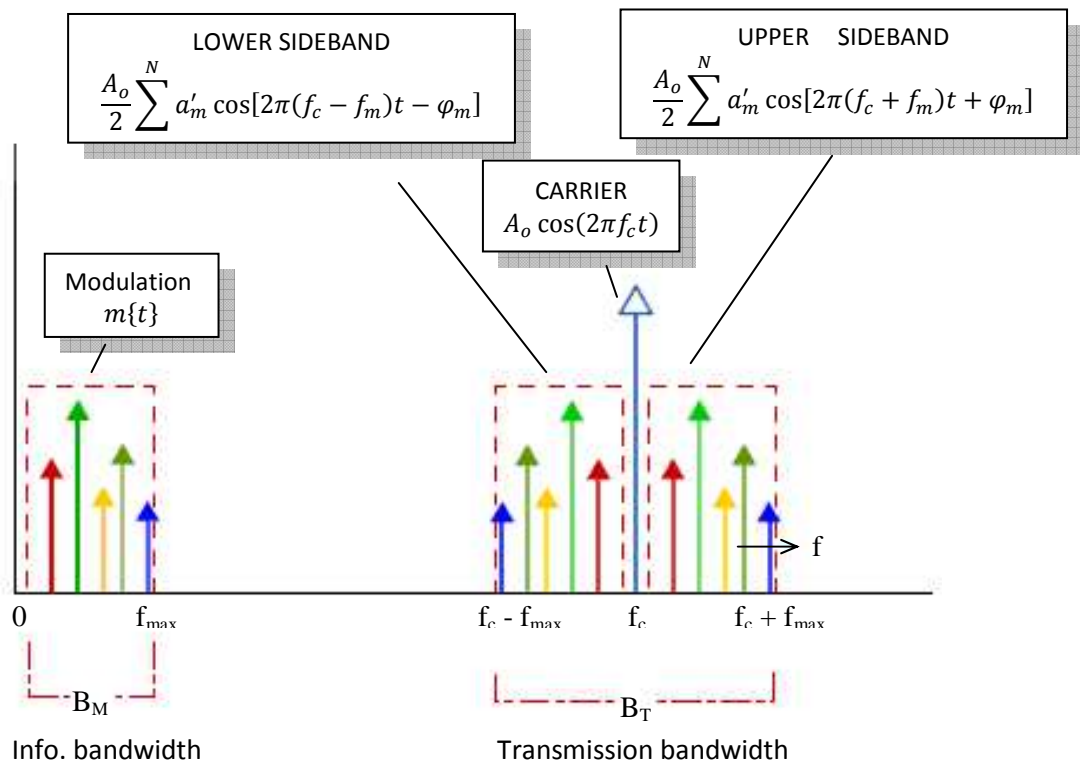 LOWER SIDEBAND
A_o/2 ∑^N a′_m cos[2π(f_c − f_m)t − φ_m]
UPPER SIDEBAND
A_o/2 ∑^N a′_m cos[2π(f_c + f_m)t + φ_m]
CARRIER
A_o cos(2πf_c t)
Modulation
m{t}
f
0
f_max
f_c - f_max
f_c
f_c + f_max
B_M
B_T
Info. bandwidth
Transmission bandwidth